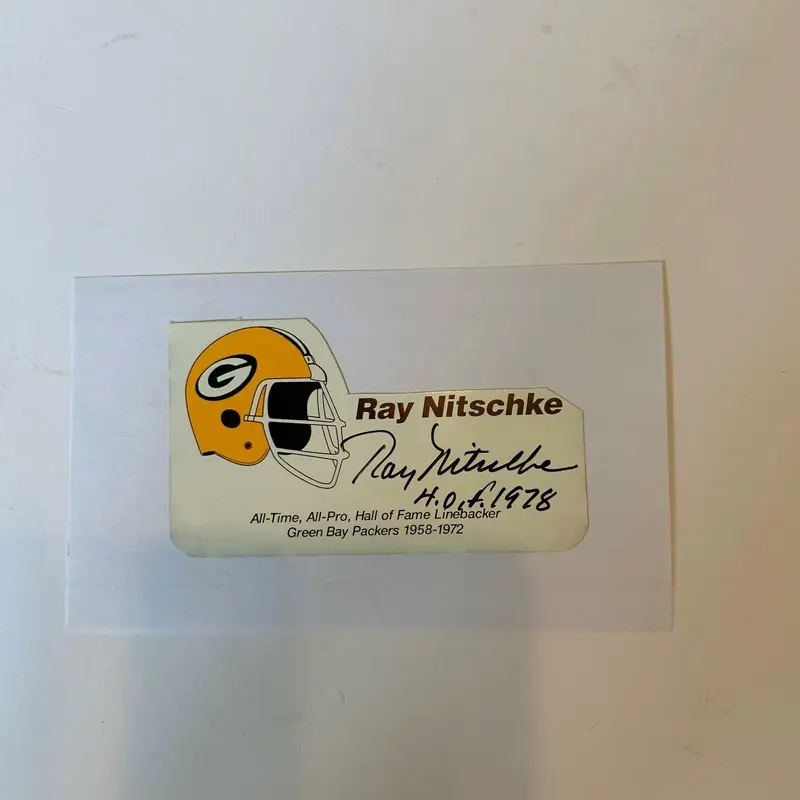 G
Ray Nitschke
Ray Nitschke
H.O.f. 1978
All-Time, All-Pro, Hall of Fame Linebacker
Green Bay Packers 1958-1972